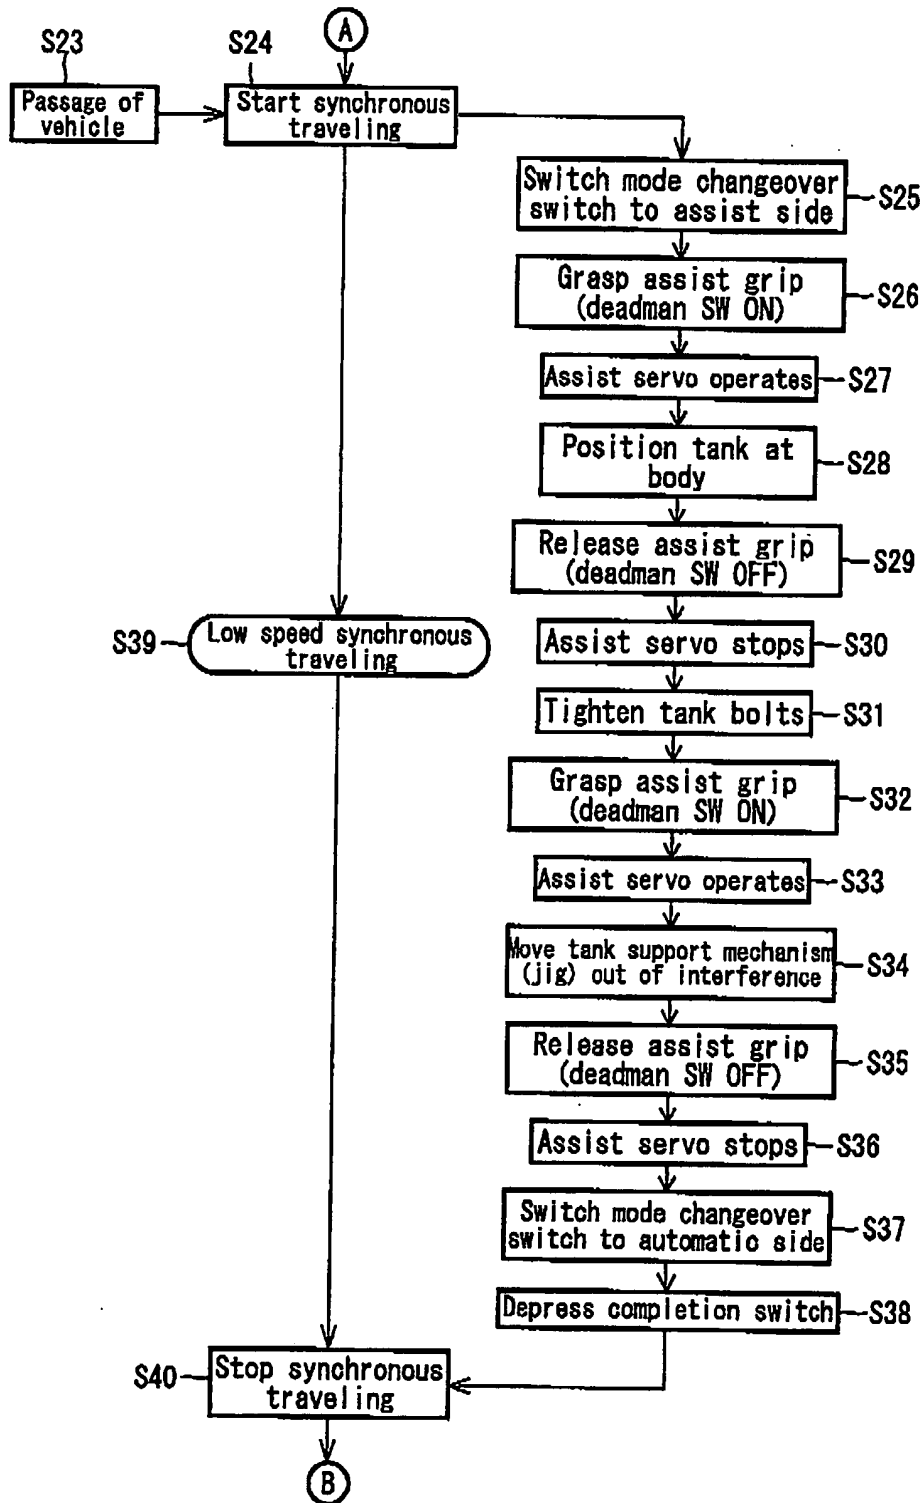 A
S23
S24
Passage of
vehicle
Start synchronous
traveling
Switch mode changeover
switch to assist side
S25
Grasp assist grip
(deadman SW ON)
S26
Assist servo operates
S27
Position tank at
body
S28
Release assist grip
(deadman SW OFF)
S29
S39
Low speed synchronous
traveling
Assist servo stops
S30
Tighten tank bolts
S31
Grasp assist grip
(deadman SW ON)
S32
Assist servo operates
S33
Move tank support mechanism
(jig) out of interference
S34
Release assist grip
(deadman SW OFF)
S35
Assist servo stops
S36
Switch mode changeover
switch to automatic side
S37
Depress completion switch
S38
S40
Stop synchronous
traveling
B